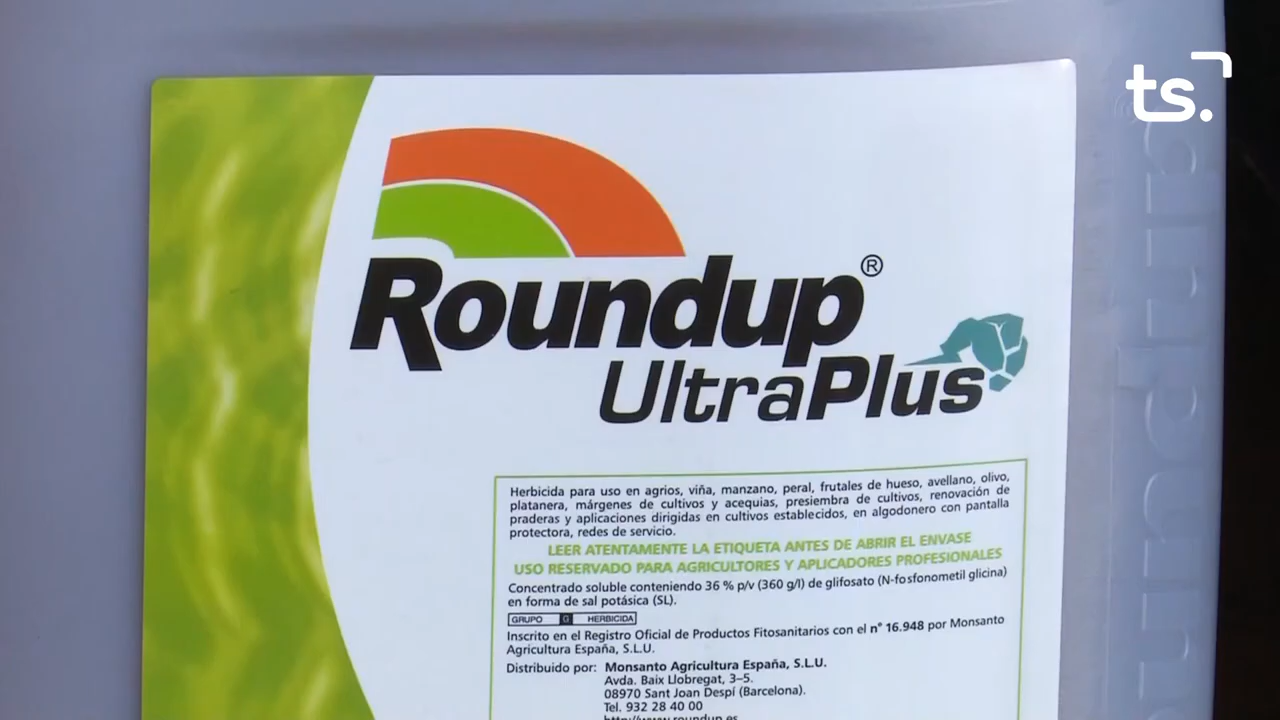 ts.
Roundup®
UltraPlus
Herbicida para uso en agrios, viña, manzano, peral, frutales de hueso, avellano, olivo,
platanera, márgenes de cultivos y acequias, presiembra de cultivos, renovación de
praderas y aplicaciones dirigidas en cultivos establecidos, en algodonero con pantalla
protectora, redes de servicio.
LEER ATENTAMENTE LA ETIQUETA ANTES DE ABRIR EL ENVASE
USO RESERVADO PARA AGRICULTORES Y APLICADORES PROFESIONALES
Concentrado soluble conteniendo 36 % p/v (360 g/l) de glifosato (N-fosfonometil glicina)
en forma de sal potásica (SL).
GRUPO G HERBICIDA
Inscrito en el Registro Oficial de Productos Fitosanitarios con el n° 16.948 por Monsanto
Agricultura España, S.L.U.
Distribuido por: Monsanto Agricultura España, S.L.U.
Avda. Baix Llobregat, 3–5.
08970 Sant Joan Despí (Barcelona).
Tel. 932 28 40 00
http://www.roundup.es